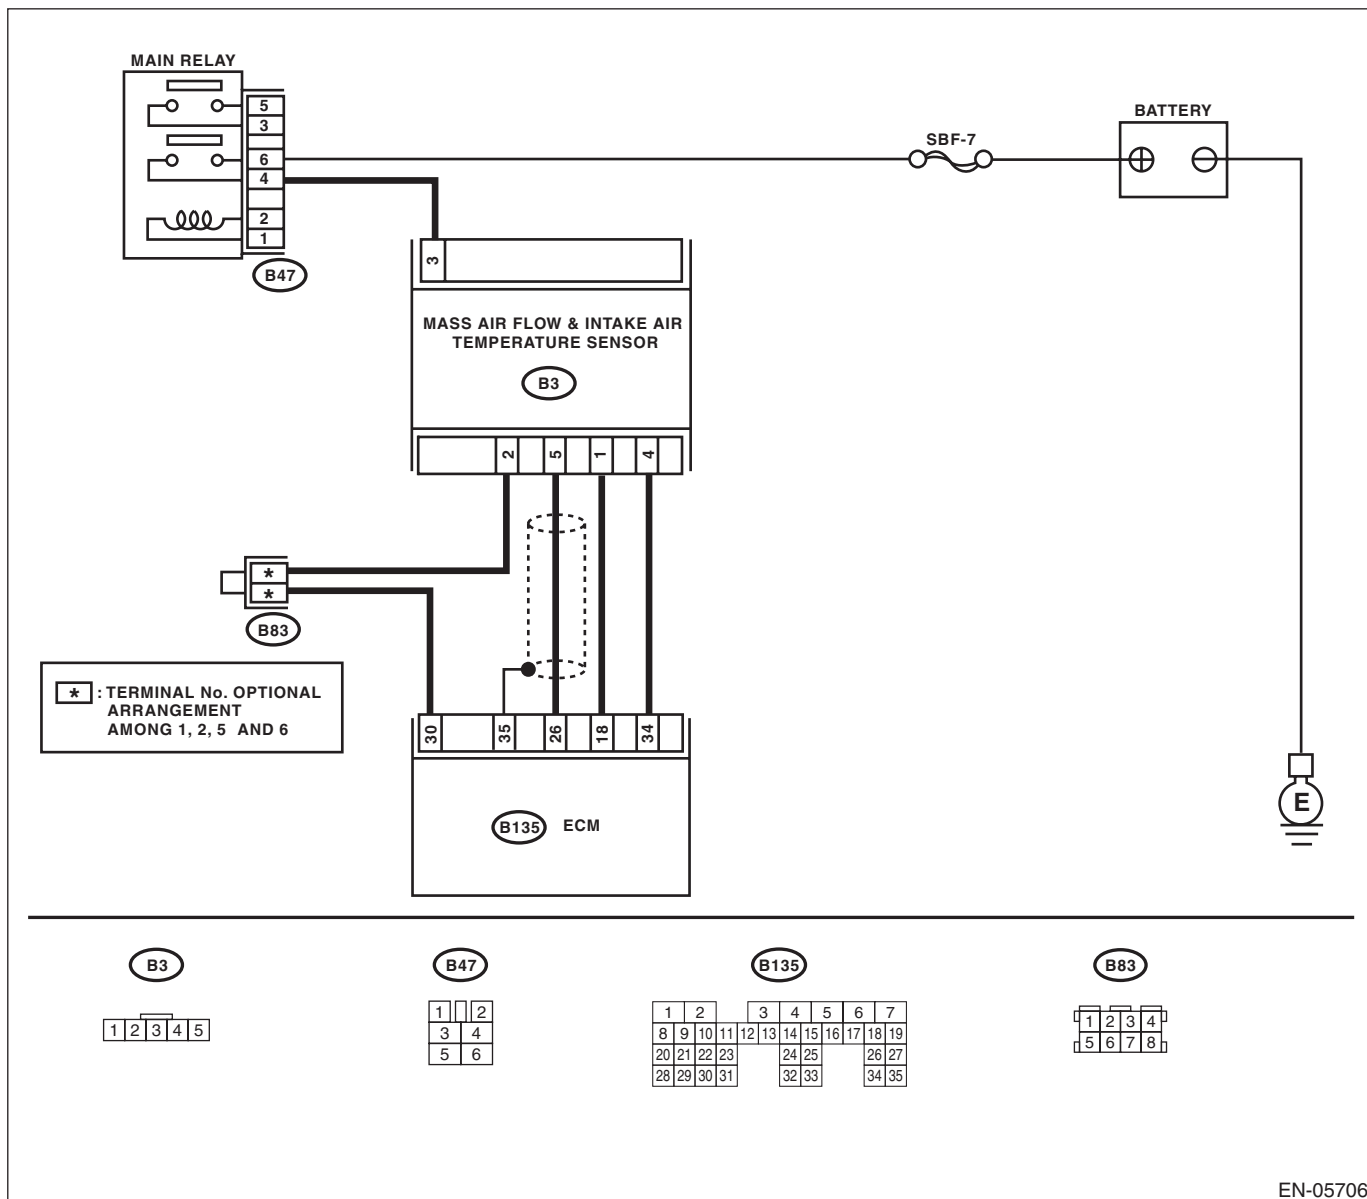 MAIN RELAY
5
3
6
4
2
1
B47
SBF-7
BATTERY
3
MASS AIR FLOW & INTAKE AIR
TEMPERATURE SENSOR
B3
2 5 1 4
*
*
B83
* : TERMINAL No. OPTIONAL
ARRANGEMENT
AMONG 1, 2, 5 AND 6
30 35 26 18 34
B135 ECM
E
B3
1 2 3 4 5
B47
1 2
3 4
5 6
B135
1 2 3 4 5 6 7
8 9 10 11 12 13 14 15 16 17 18 19
20 21 22 23 24 25 26 27
28 29 30 31 32 33 34 35
B83
1 2 3 4
5 6 7 8
EN-05706